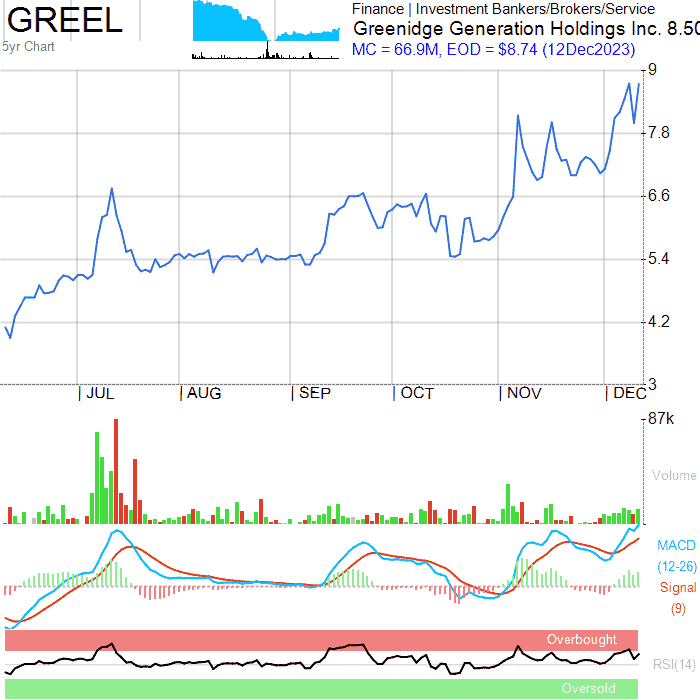 GREEL
Finance | Investment Bankers/Brokers/Service
Greenidge Generation Holdings Inc. 8.50
MC = 66.9M, EOD = $8.74 (12Dec2023)
5yr Chart
9
7.8
6.6
5.4
4.2
3
| JUL
| AUG
| SEP
| OCT
| NOV
| DEC
87k
Volume
MACD
(12-26)
Signal
(9)
Overbought
RSI(14)
Oversold